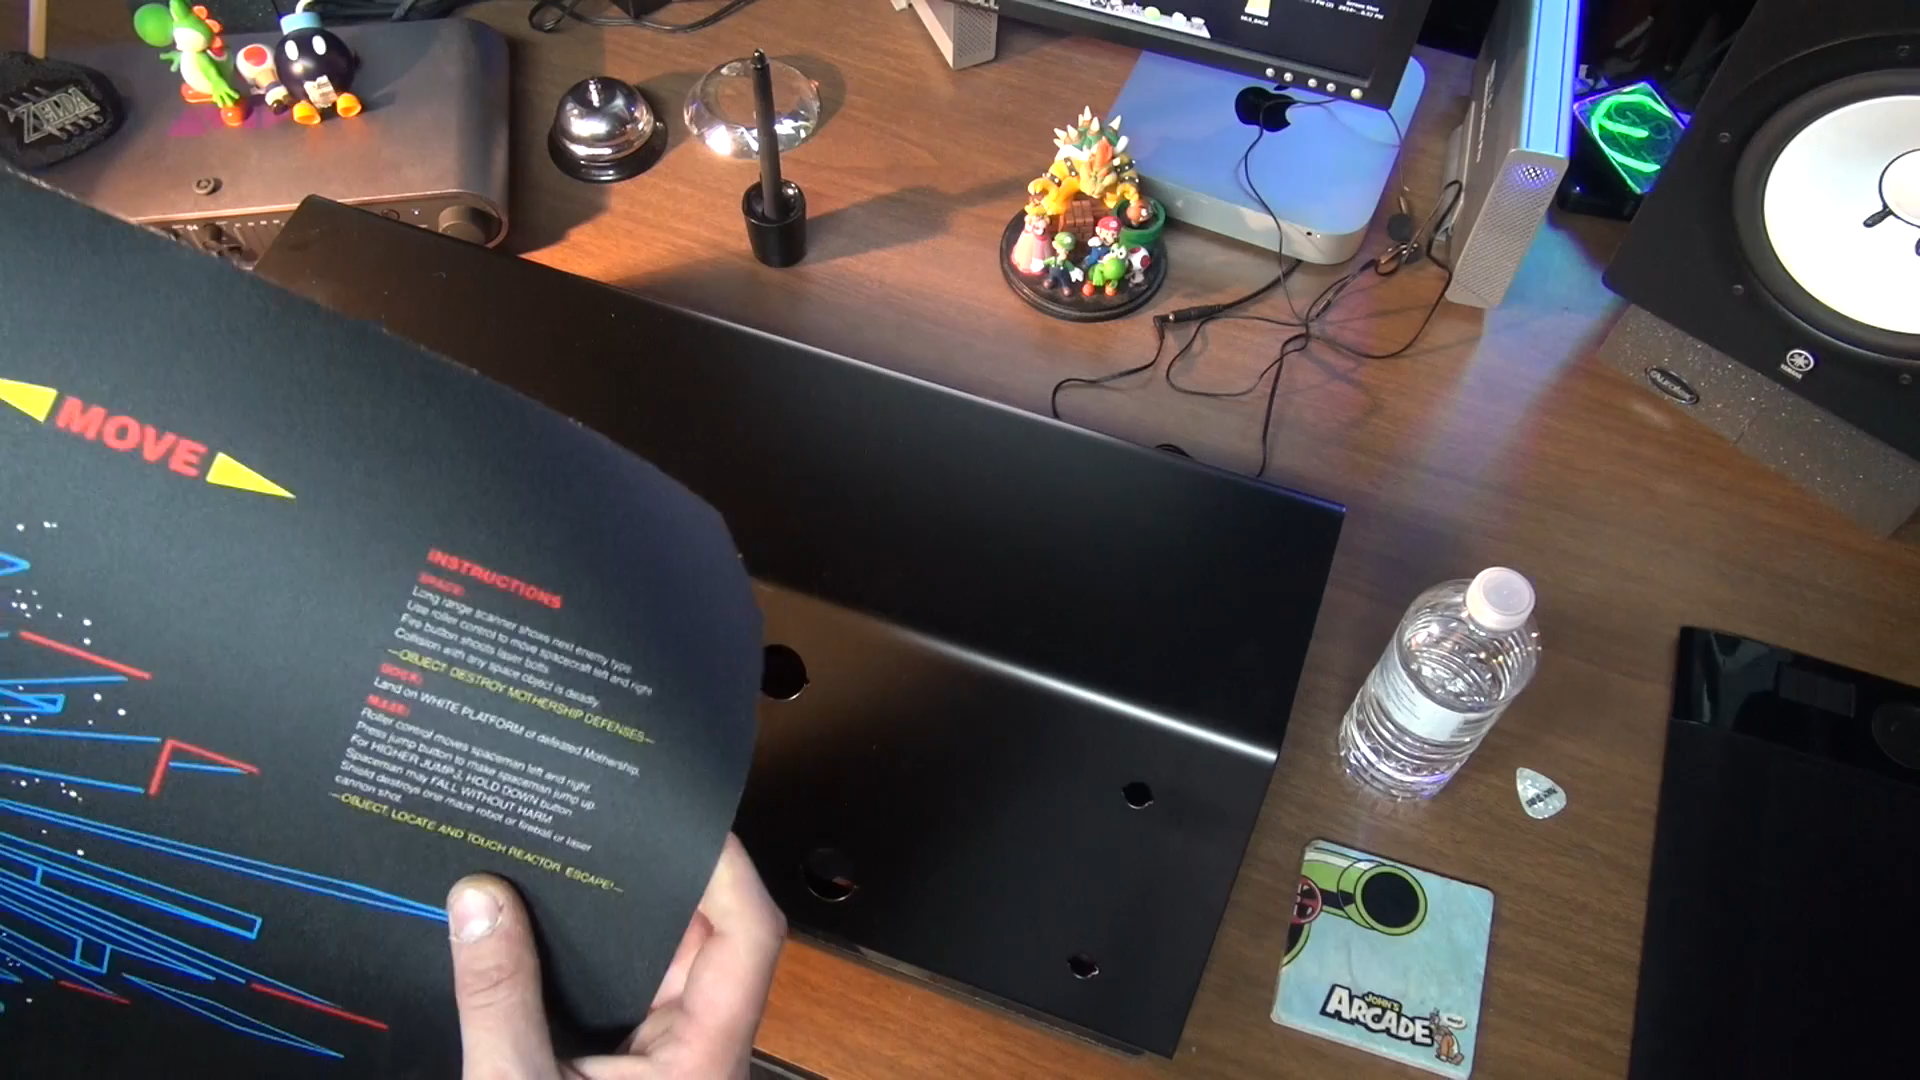 ZELDA
MOVE
INSTRUCTIONS
SPACE:
Long range scanner shows next enemy type.
Use roller control to move spacecraft left and right
Fire button shoots laser bolts.
Collision with any space object is deadly.
—OBJECT DESTROY MOTHERSHIP DEFENSES—
DOCK:
Land on WHITE PLATFORM of defeated Mothership.
MAZE:
Roller control moves spaceman left and right.
Press jump button to make spaceman jump up.
For HIGHER JUMPS, HOLD DOWN button
Spaceman may FALL WITHOUT HARM
Shield destroys one maze robot or fireball or laser
cannon shot.
—OBJECT, LOCATE AND TOUCH REACTOR. ESCAPE!—
YAMAHA
Auralex
JOHN'S
ARCADE